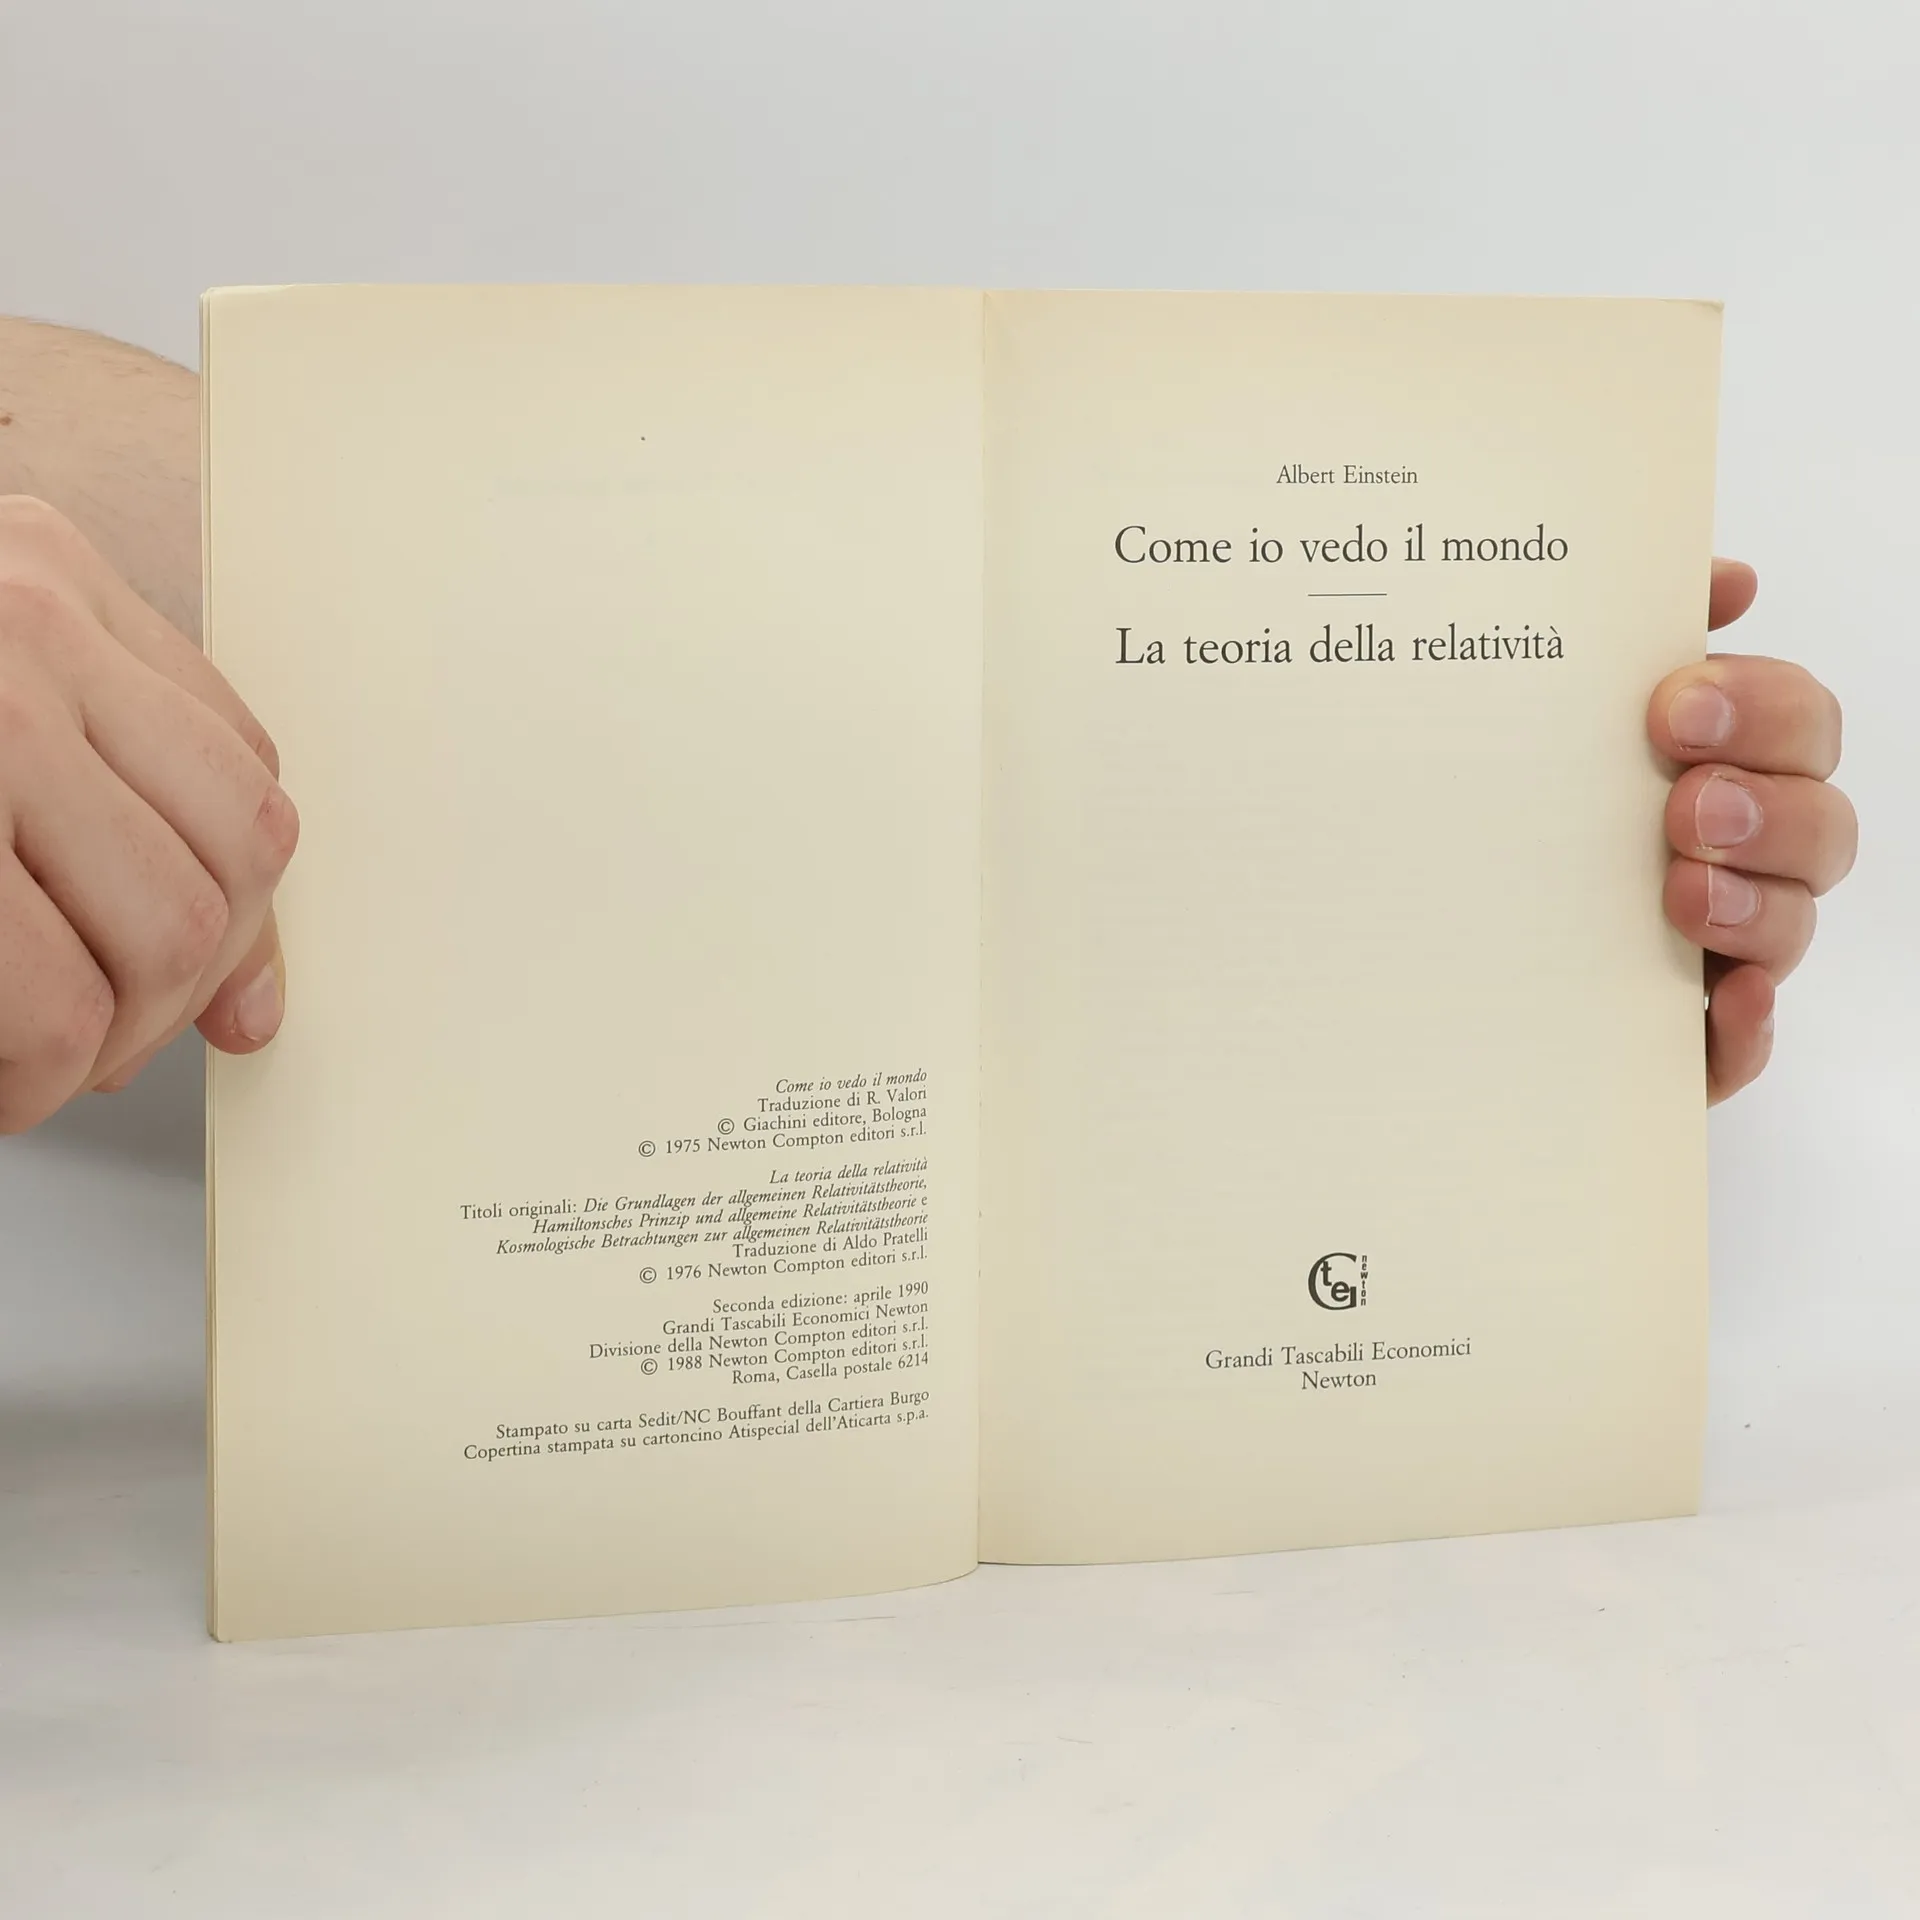 Come io vedo il mondo
Traduzione di R. Valori
© Giachini editore, Bologna
© 1975 Newton Compton editori s.r.l.
La teoria della relatività
Titoli originali: Die Grundlagen der allgemeinen Relativitätstheorie,
Hamiltonsches Prinzip und allgemeine Relativitätstheorie e
Kosmologische Betrachtungen zur allgemeinen Relativitätstheorie
Traduzione di Aldo Pratelli
© 1976 Newton Compton editori s.r.l.
Seconda edizione: aprile 1990
Grandi Tascabili Economici Newton
Divisione della Newton Compton editori s.r.l.
© 1988 Newton Compton editori s.r.l.
Roma, Casella postale 6214
Stampato su carta Sedit/NC Bouffant della Cartiera Burgo
Copertina stampata su cartoncino Atispecial dell'Aticarta s.p.a.
Albert Einstein
Come io vedo il mondo
La teoria della relatività
Gte newton
Grandi Tascabili Economici
Newton